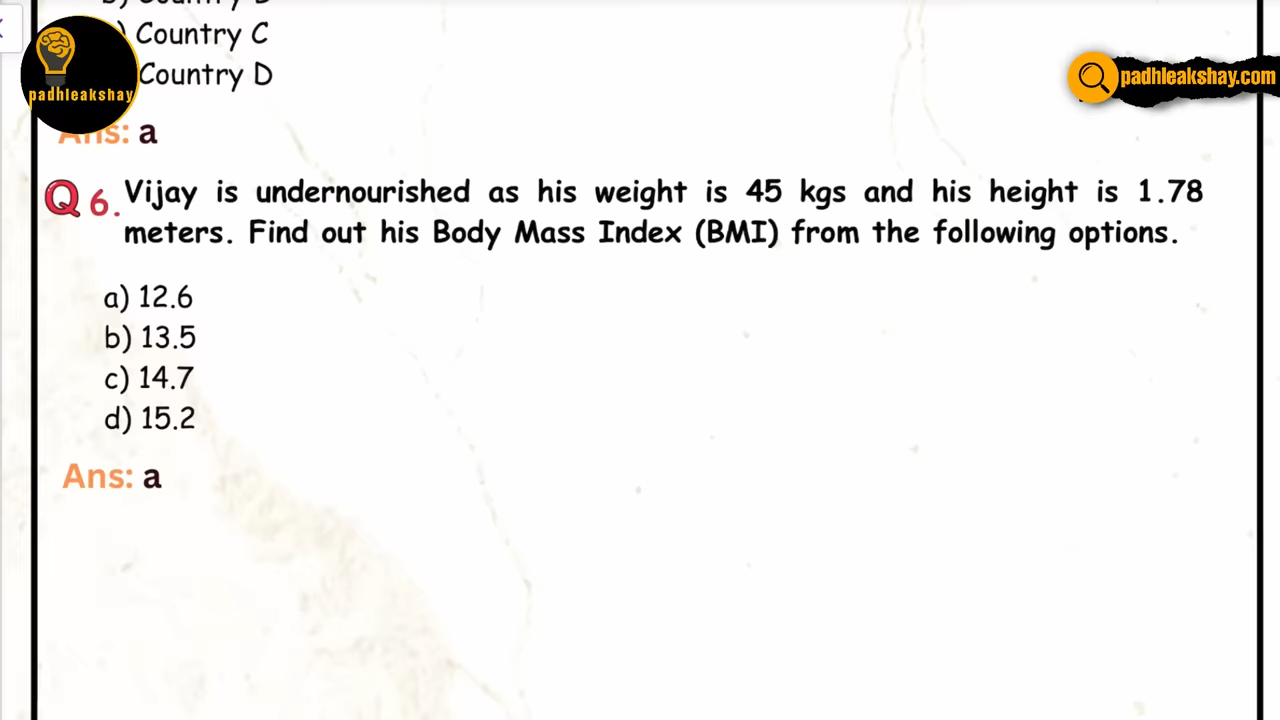 Country C
Country D
padhleakshay
padhleakshay.com
Ans: a
Q 6. Vijay is undernourished as his weight is 45 kgs and his height is 1.78
meters. Find out his Body Mass Index (BMI) from the following options.
a) 12.6
b) 13.5
c) 14.7
d) 15.2
Ans: a